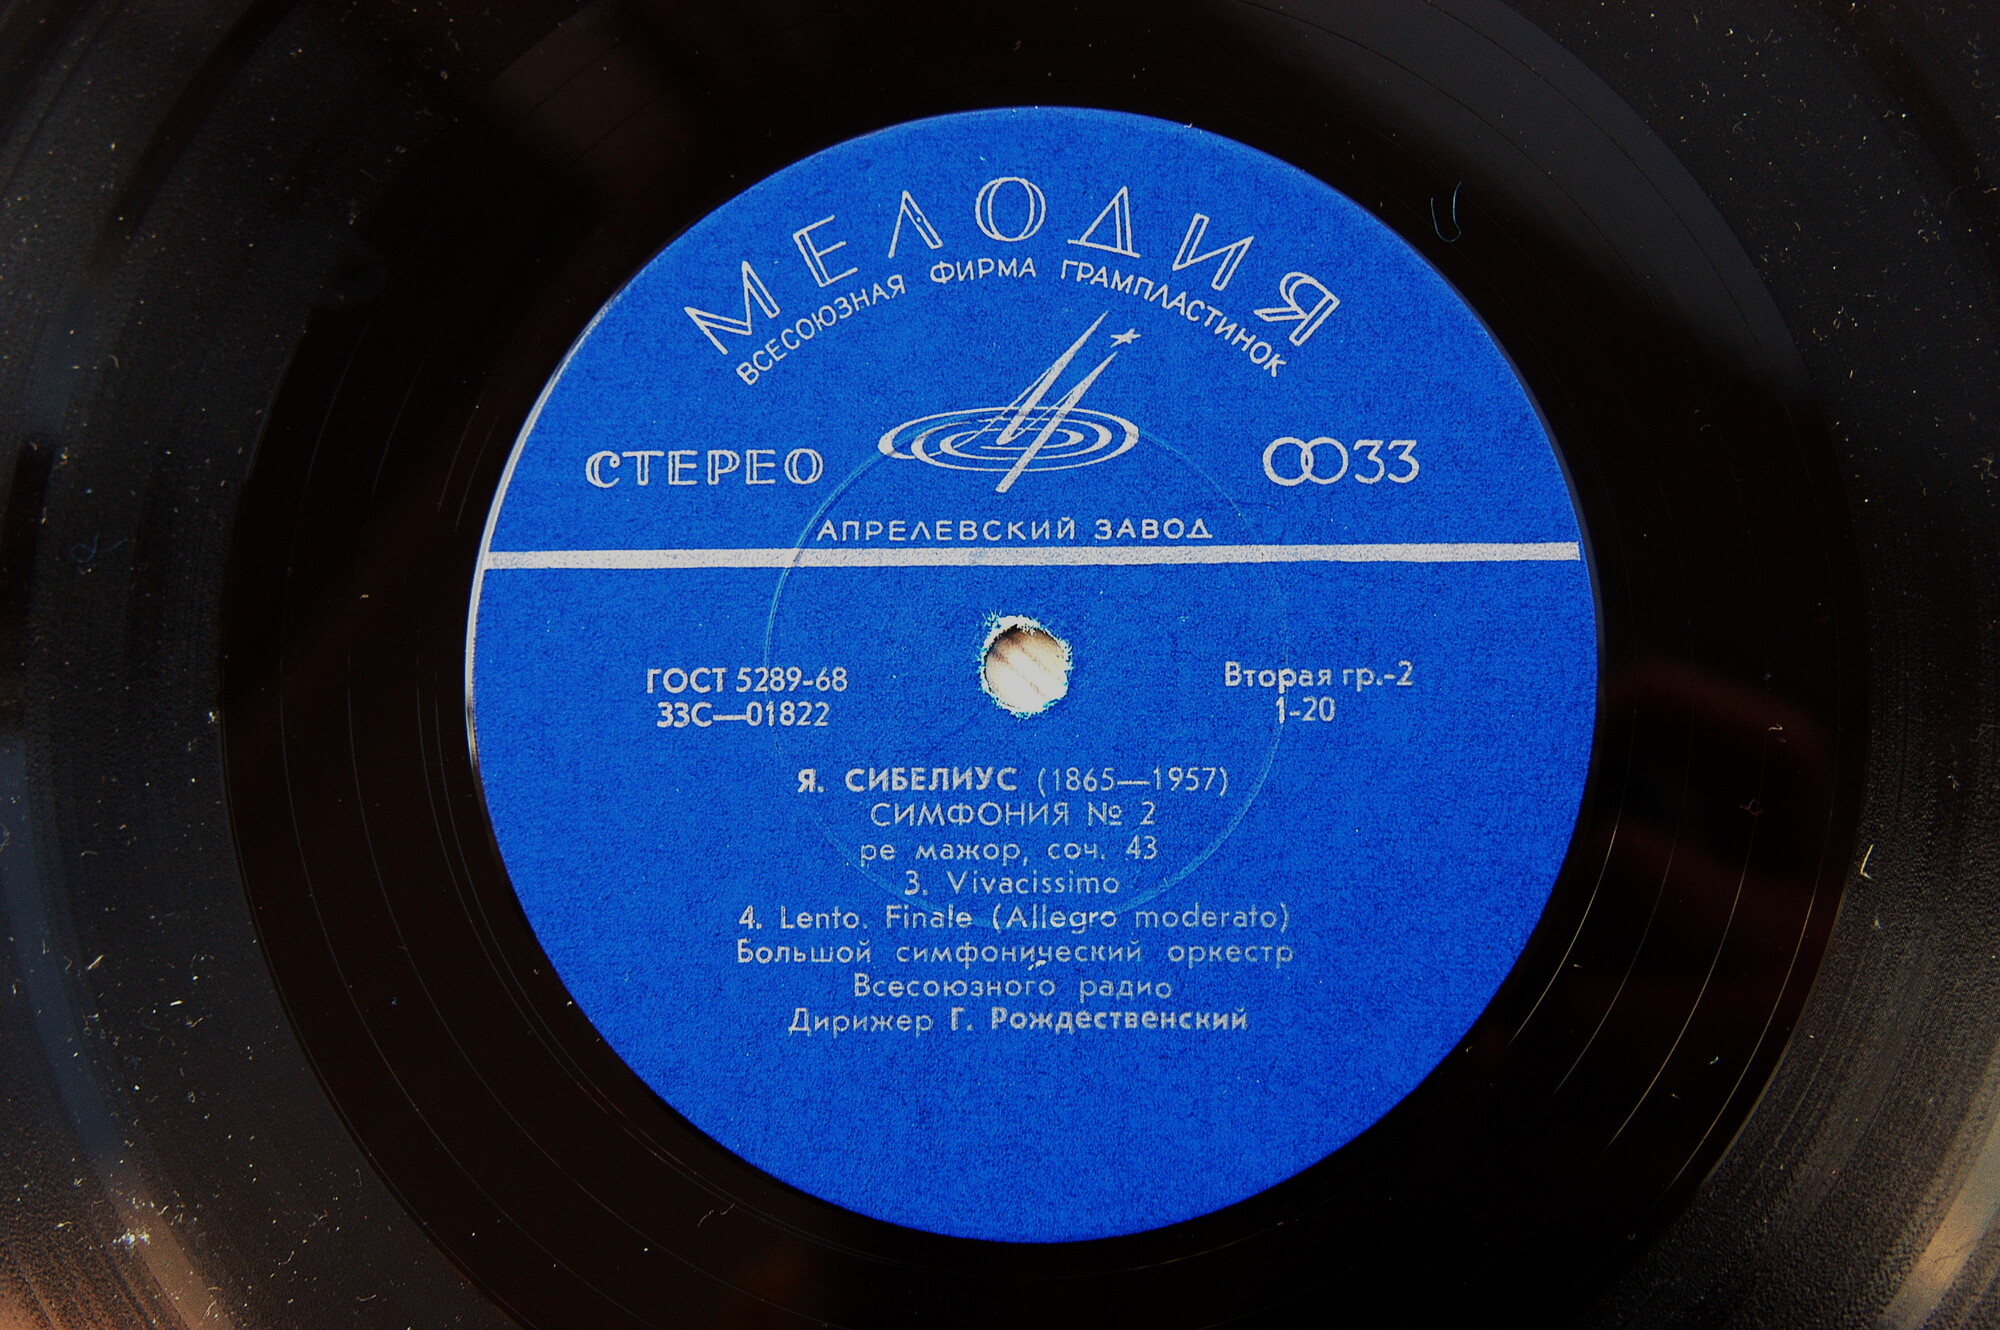 МЕЛОДИЯ
ВСЕСОЮЗНАЯ ФИРМА ГРАМПЛАСТИНОК
СТЕРЕО
33
АПРЕЛЕВСКИЙ ЗАВОД
ГОСТ 5289-68
33С—01822
Вторая гр.-2
1-20
Я. СИБЕЛИУС (1865—1957)
СИМФОНИЯ № 2
ре мажор, соч. 43
3. Vivacissimo
4. Lento. Finale (Allegro moderato)
Большой симфонический оркестр
Всесоюзного радио
Дирижер Г. Рождественский